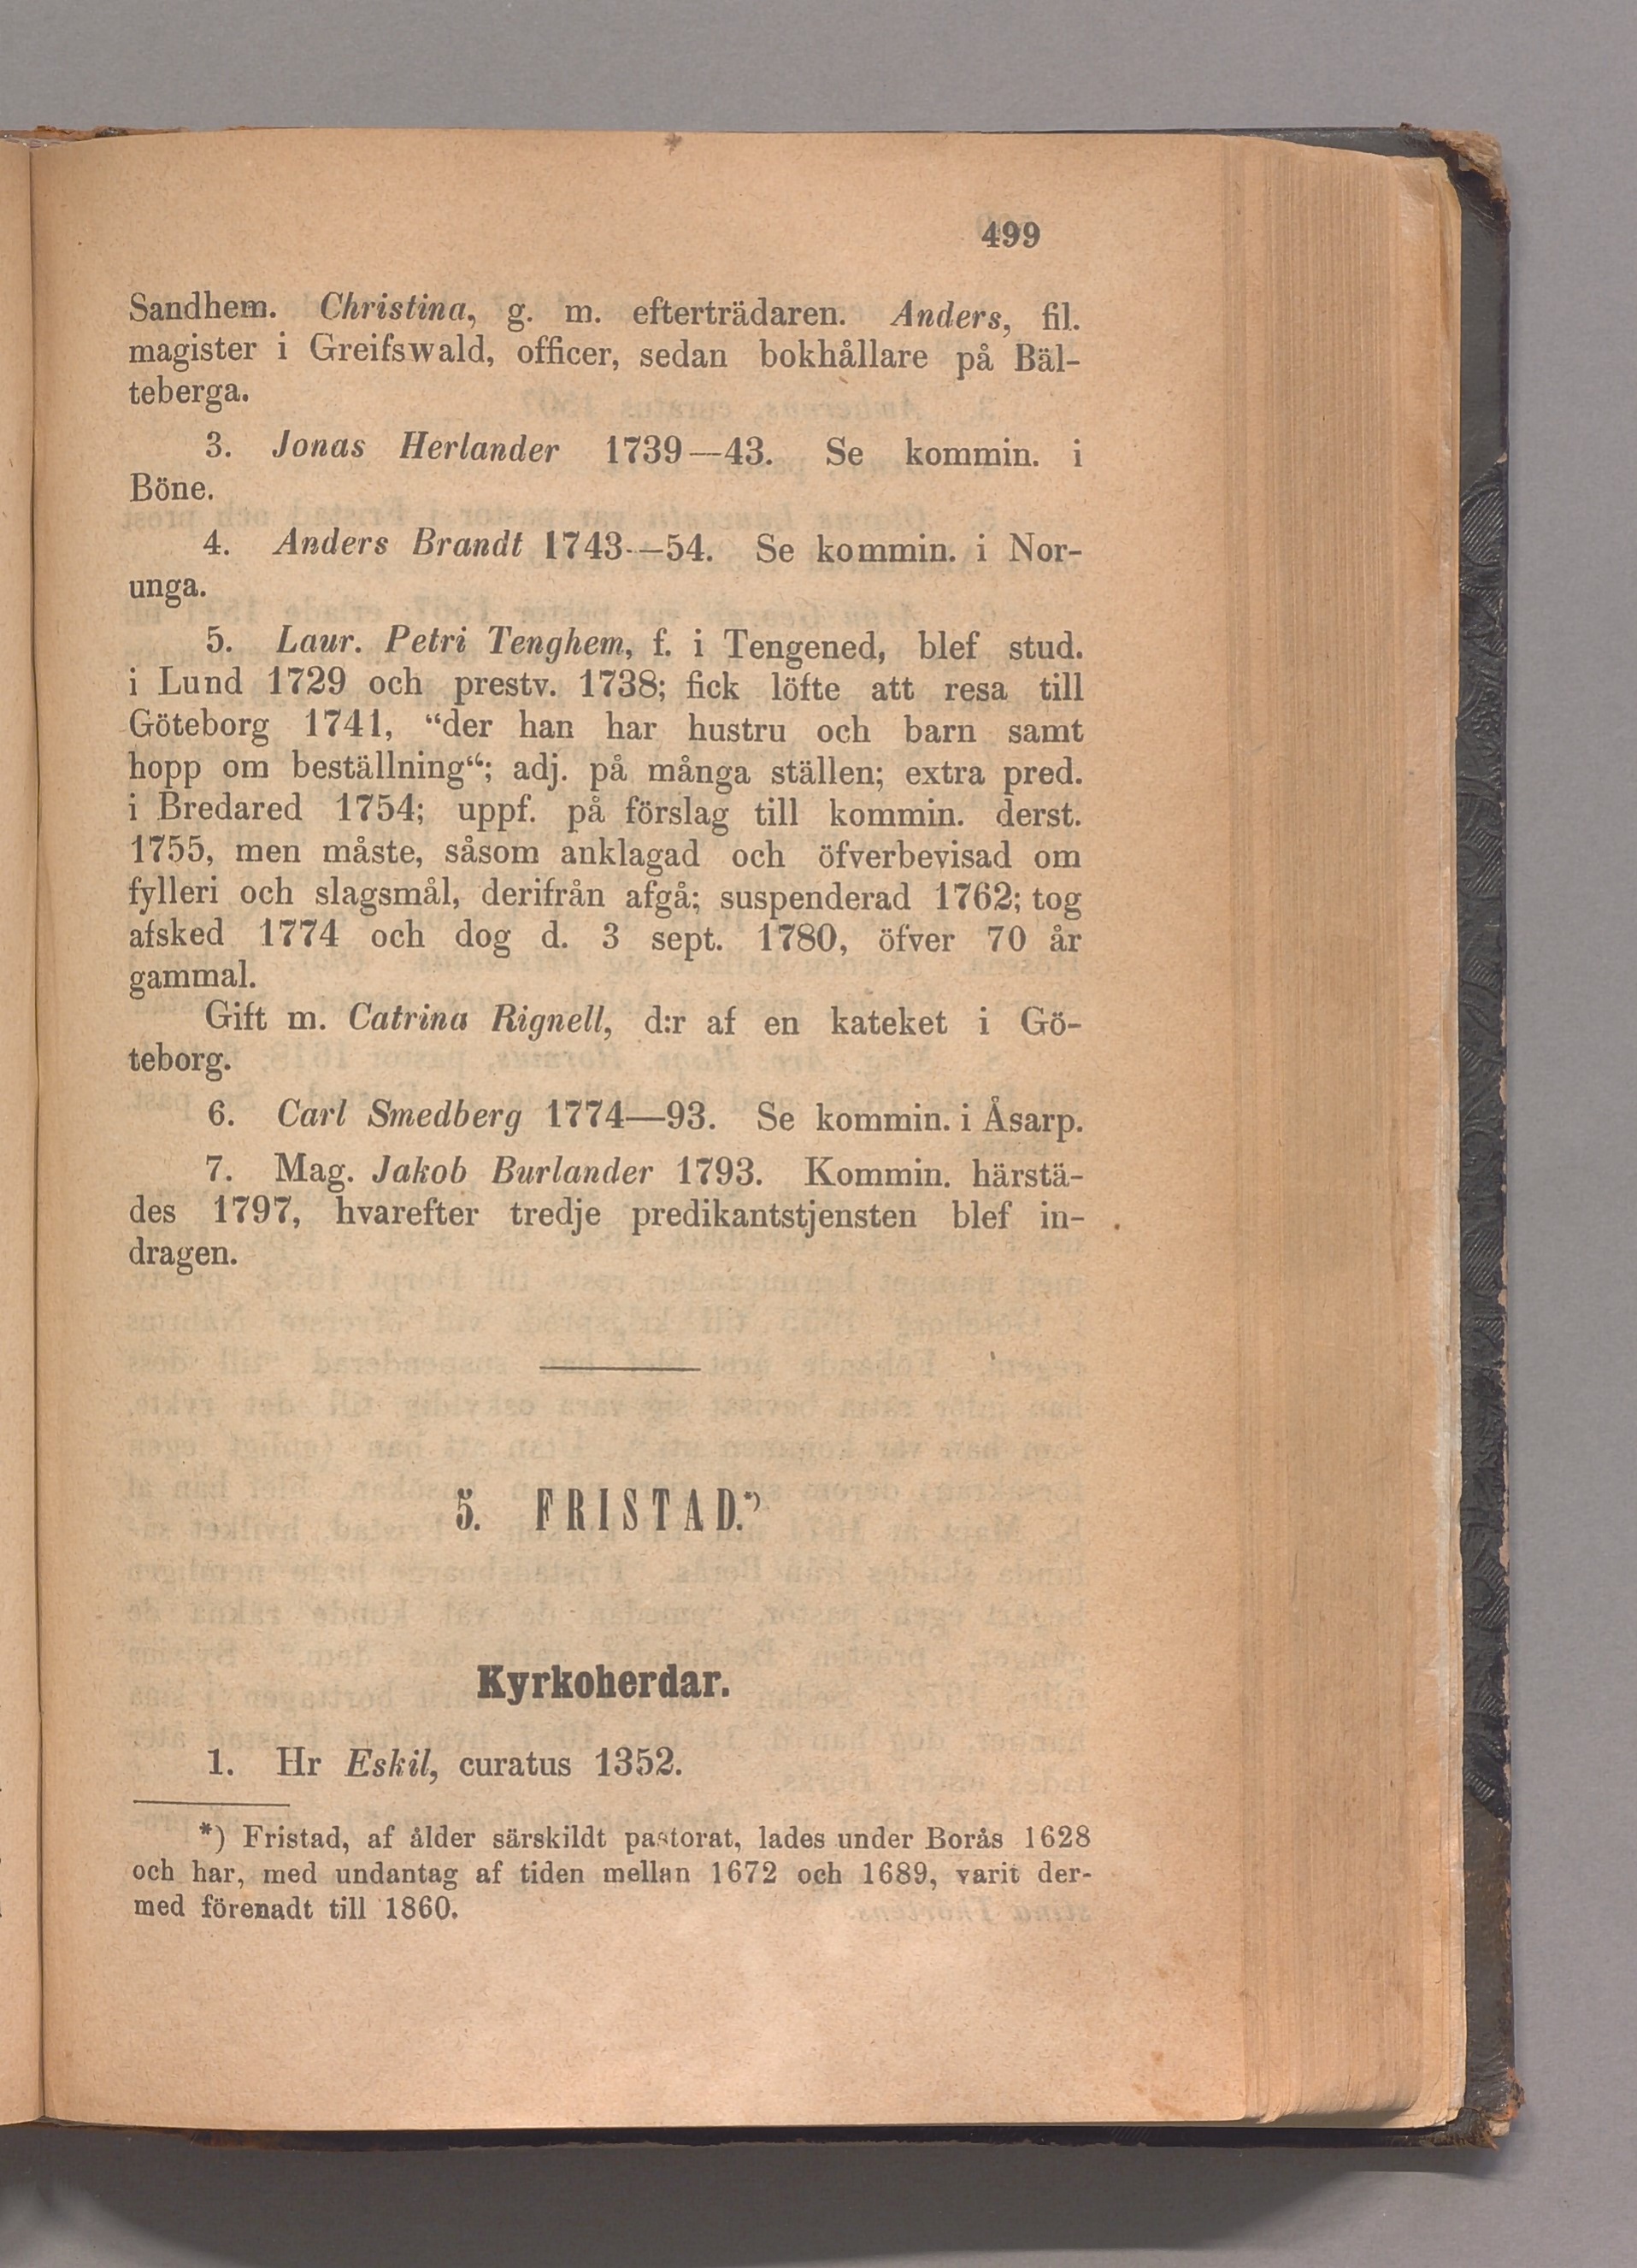 499
Sandhem. Christina, g. m. efterträdaren. Anders, fil.
magister i Greifswald, officer, sedan bokhållare på Bäl-
teberga.
3. Jonas Herlander 1739—43. Se kommin. i
Böne.
4. Anders Brandt 1743-—54. Se kommin. i Nor-
unga.
5. Laur. Petri Tenghem, f. i Tengened, blef stud.
i Lund 1729 och prestv. 1738; fick löfte att resa till
Göteborg 1741, “der han har hustru och barn samt
hopp om beställning“; adj. på många ställen; extra pred.
i Bredared 1754; uppf. på förslag till kommin. derst.
1755, men måste, såsom anklagad och öfverbevisad om
fylleri och slagsmål, derifrån afgå; suspenderad 1762; tog
afsked 1774 och dog d. 3 sept. 1780, öfver 70 år
gammal.
Gift m. Catrina Rignell, d:r af en kateket i Gö-
teborg.
6. Carl Smedberg 1774—93. Se kommin. i Åsarp.
7. Mag. Jakob Burlander 1793. Kommin. härstä-
des 1797, hvarefter tredje predikantstjensten blef in-
dragen.
5. FRISTAD.*)
Kyrkoherdar.
1. Hr Eskil, curatus 1352.
*) Fristad, af ålder särskildt pastorat, lades under Borås 1628
och har, med undantag af tiden mellan 1672 och 1689, varit der-
med förenadt till 1860.